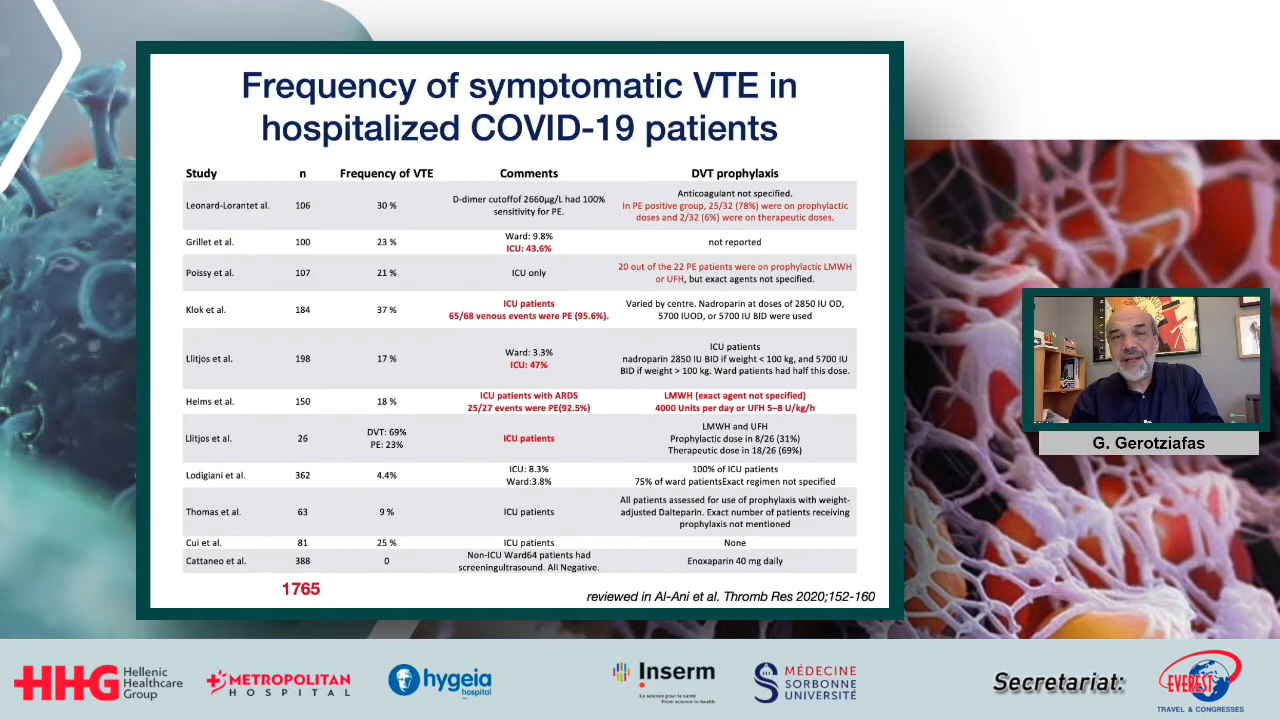 Frequency of symptomatic VTE in
hospitalized COVID-19 patients
Study n Frequency of VTE Comments DVT prophylaxis
Leonard-Lorantet al. 106 30 % D-dimer cutoffof 2660µg/L had 100%
sensitivity for PE. Anticoagulant not specified.
In PE positive group, 25/32 (78%) were on prophylactic
doses and 2/32 (6%) were on therapeutic doses.
Grillet et al. 100 23 % Ward: 9.8%
ICU: 43.6% not reported
Poissy et al. 107 21 % ICU only 20 out of the 22 PE patients were on prophylactic LMWH
or UFH, but exact agents not specified.
Klok et al. 184 37 % ICU patients
65/68 venous events were PE (95.6%). Varied by centre. Nadroparin at doses of 2850 IU OD,
5700 IUOD, or 5700 IU BID were used
Llitjos et al. 198 17 % Ward: 3.3%
ICU: 47% ICU patients
nadroparin 2850 IU BID if weight < 100 kg, and 5700 IU
BID if weight > 100 kg. Ward patients had half this dose.
Helms et al. 150 18 % ICU patients with ARDS
25/27 events were PE(92.5%) LMWH (exact agent not specified)
4000 Units per day or UFH 5–8 U/kg/h
Llitjos et al. 26 DVT: 69%
PE: 23% ICU patients LMWH and UFH
Prophylactic dose in 8/26 (31%)
Therapeutic dose in 18/26 (69%)
Lodigiani et al. 362 4.4% ICU: 8.3%
Ward:3.8% 100% of ICU patients
75% of ward patientsExact regimen not specified
Thomas et al. 63 9 % ICU patients All patients assessed for use of prophylaxis with weight-
adjusted Dalteparin. Exact number of patients receiving
prophylaxis not mentioned
Cui et al. 81 25 % ICU patients None
Cattaneo et al. 388 0 Non-ICU Ward64 patients had
screeningultrasound. All Negative. Enoxaparin 40 mg daily
1765
reviewed in Al-Ani et al. Thromb Res 2020;152-160
G. Gerotziafas
HHG Hellenic
Healthcare
Group
METROPOLITAN
HOSPITAL
hygeia
hospital
Inserm
La science pour la santé
From science to health
MÉDECINE
SORBONNE
UNIVERSITÉ
Secretariat:
EVEREST
TRAVEL & CONGRESSES